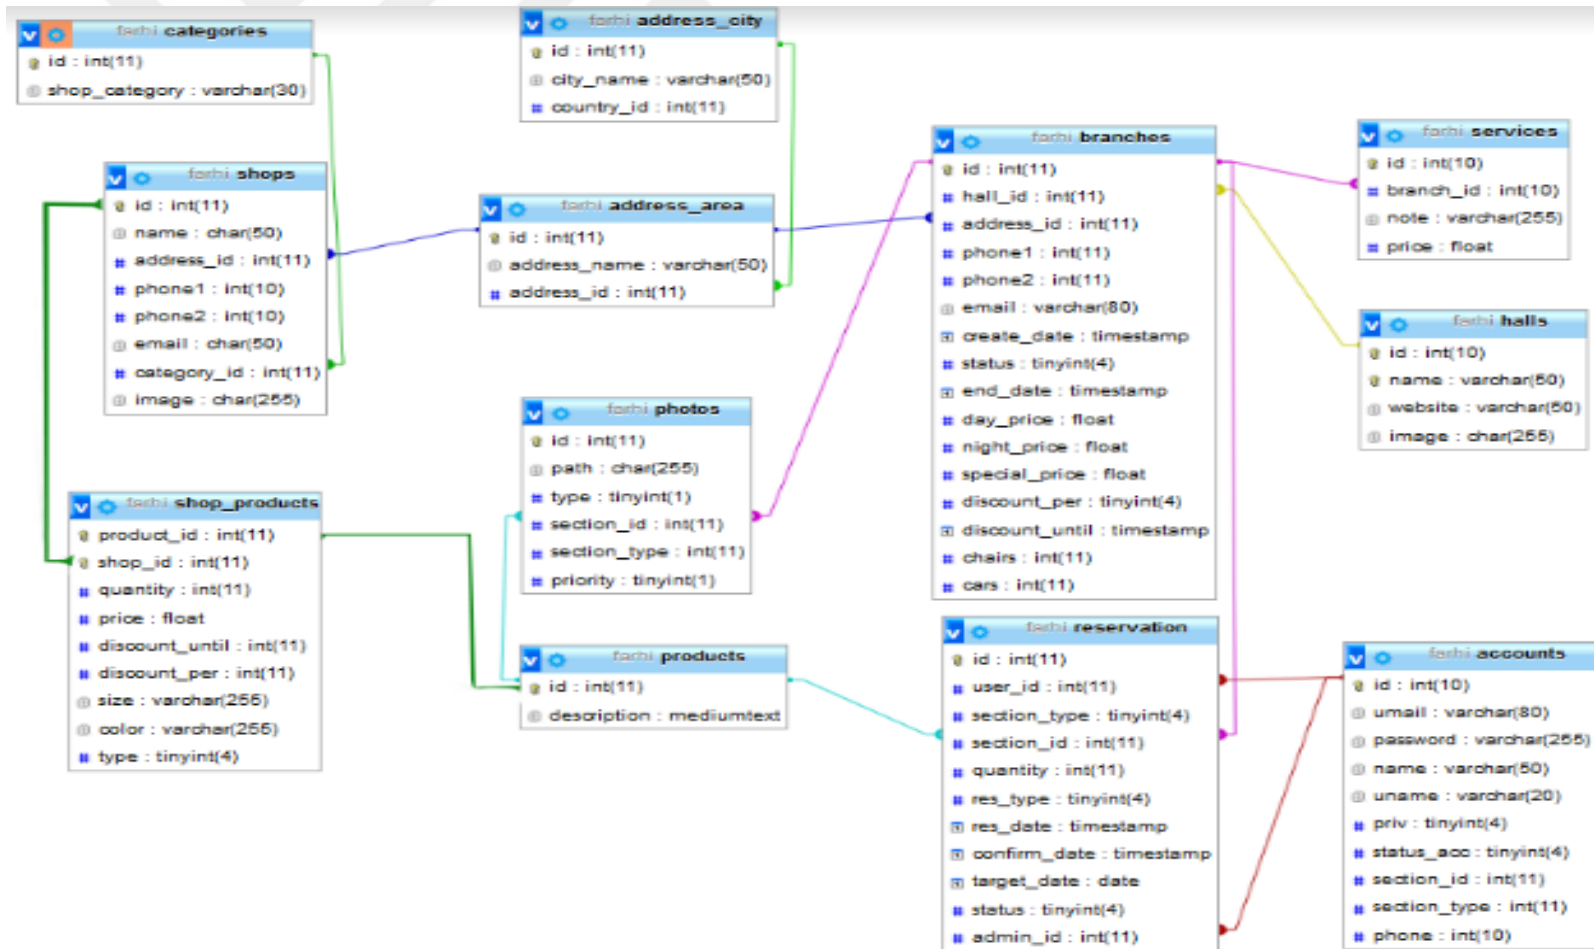 farhi categories
id : int(11)
shop_category : varchar(30)
farhi address_city
id : int(11)
city_name : varchar(50)
country_id : int(11)
farhi shops
id : int(11)
name : char(50)
address_id : int(11)
phone1 : int(10)
phone2 : int(10)
email : char(50)
category_id : int(11)
image : char(255)
farhi address_area
id : int(11)
address_name : varchar(50)
address_id : int(11)
farhi branches
id : int(11)
hall_id : int(11)
address_id : int(11)
phone1 : int(11)
phone2 : int(11)
email : varchar(80)
create_date : timestamp
status : tinyint(4)
end_date : timestamp
day_price : float
night_price : float
special_price : float
discount_per : tinyint(4)
discount_until : timestamp
chairs : int(11)
cars : int(11)
farhi services
id : int(10)
branch_id : int(10)
note : varchar(255)
price : float
farhi halls
id : int(10)
name : varchar(50)
website : varchar(50)
image : char(255)
farhi photos
id : int(11)
path : char(255)
type : tinyint(1)
section_id : int(11)
section_type : int(11)
priority : tinyint(1)
farhi shop_products
product_id : int(11)
shop_id : int(11)
quantity : int(11)
price : float
discount_until : int(11)
discount_per : int(11)
size : varchar(255)
color : varchar(255)
type : tinyint(4)
farhi products
id : int(11)
description : mediumtext
farhi reservation
id : int(11)
user_id : int(11)
section_type : tinyint(4)
section_id : int(11)
quantity : int(11)
res_type : tinyint(4)
res_date : timestamp
confirm_date : timestamp
target_date : date
status : tinyint(4)
admin_id : int(11)
farhi accounts
id : int(10)
umail : varchar(80)
password : varchar(255)
name : varchar(50)
uname : varchar(20)
priv : tinyint(4)
status_acc : tinyint(4)
section_id : int(11)
section_type : int(11)
phone : int(10)